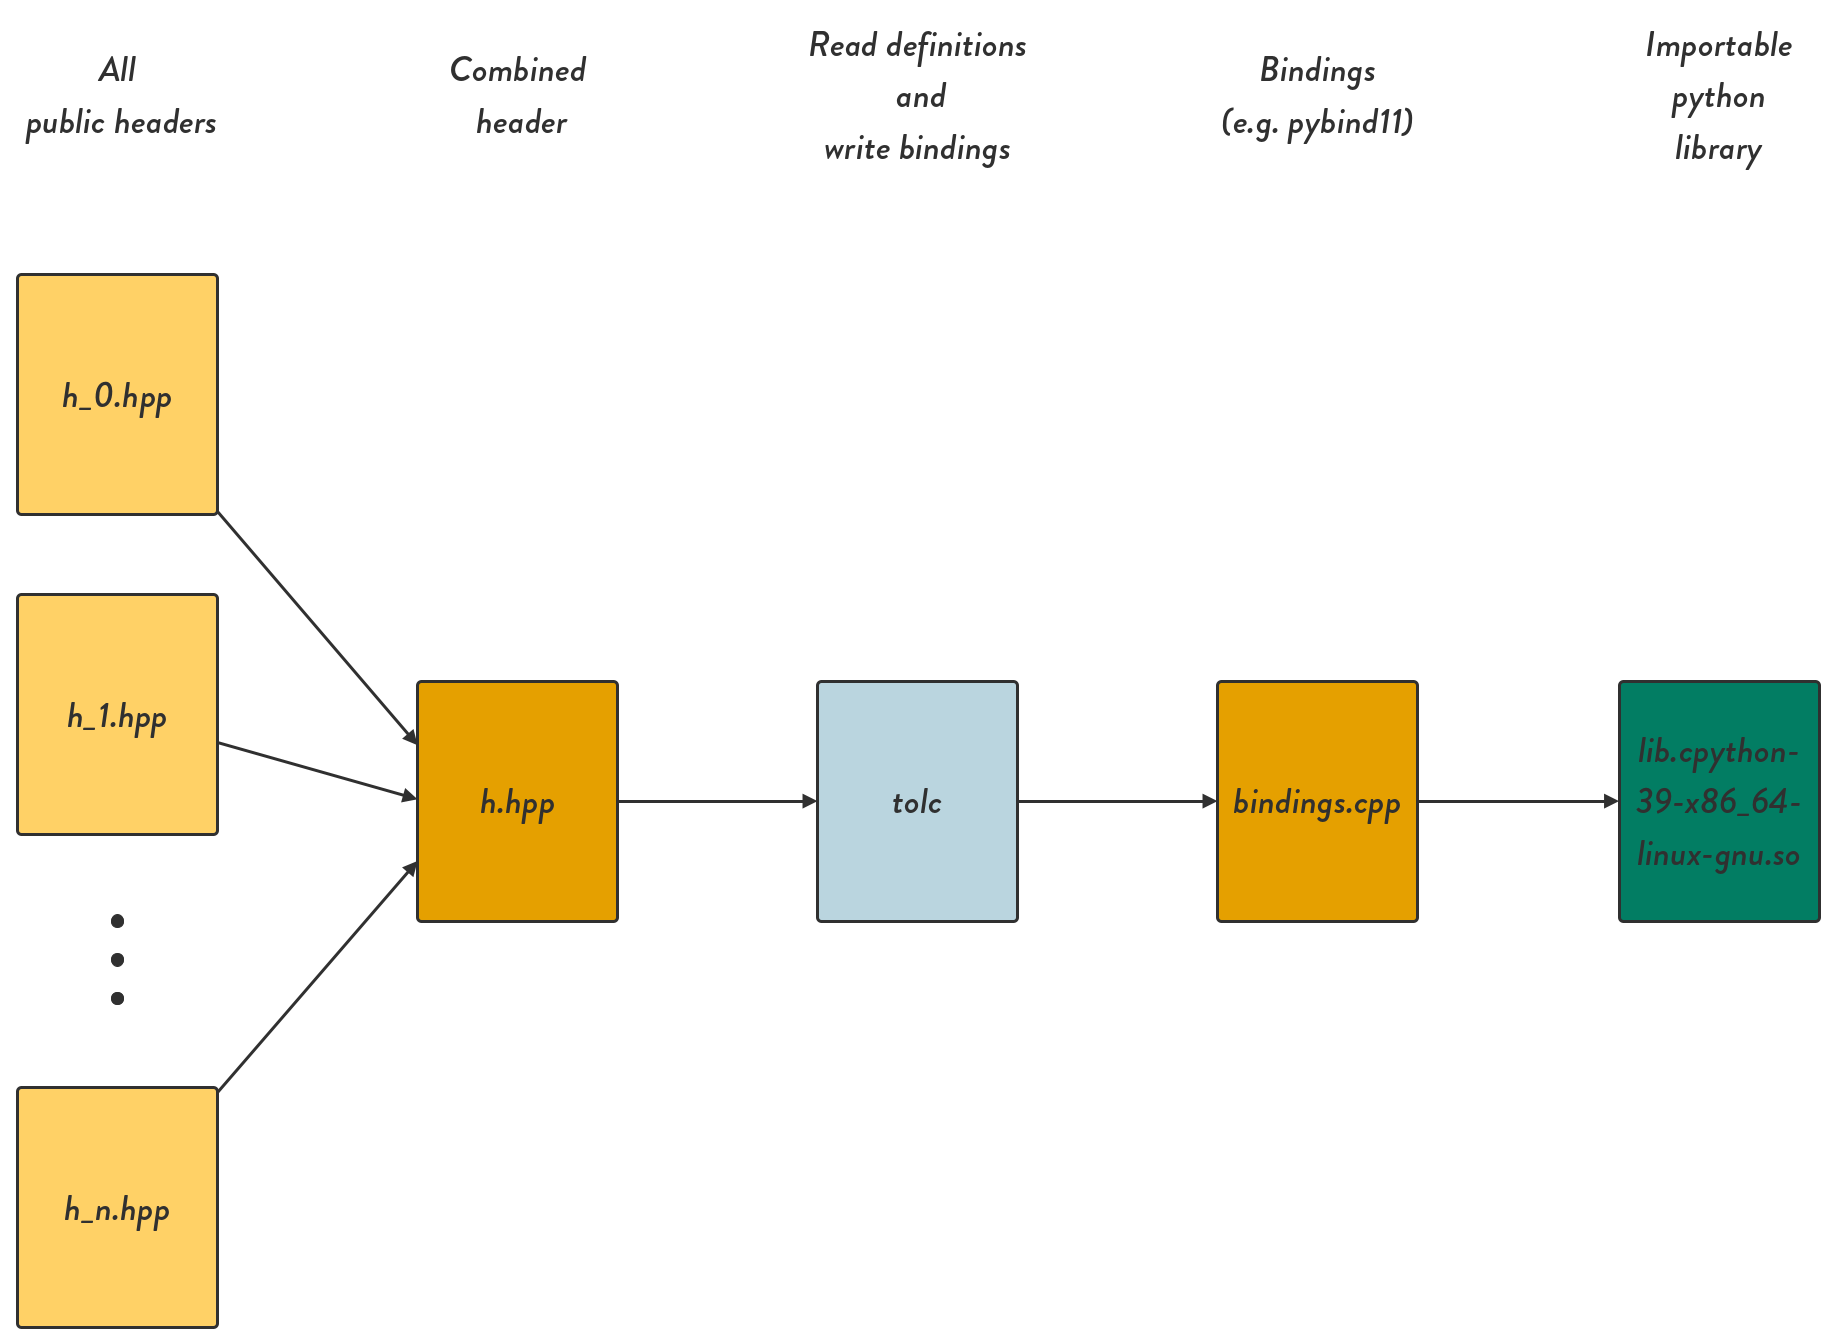 All
public headers
Combined
header
Read definitions
and
write bindings
Bindings
(e.g. pybind11)
Importable
python
library
h_0.hpp
h_1.hpp
h_n.hpp
h.hpp
tolc
bindings.cpp
lib.cpython-
39-x86_64-
linux-gnu.so